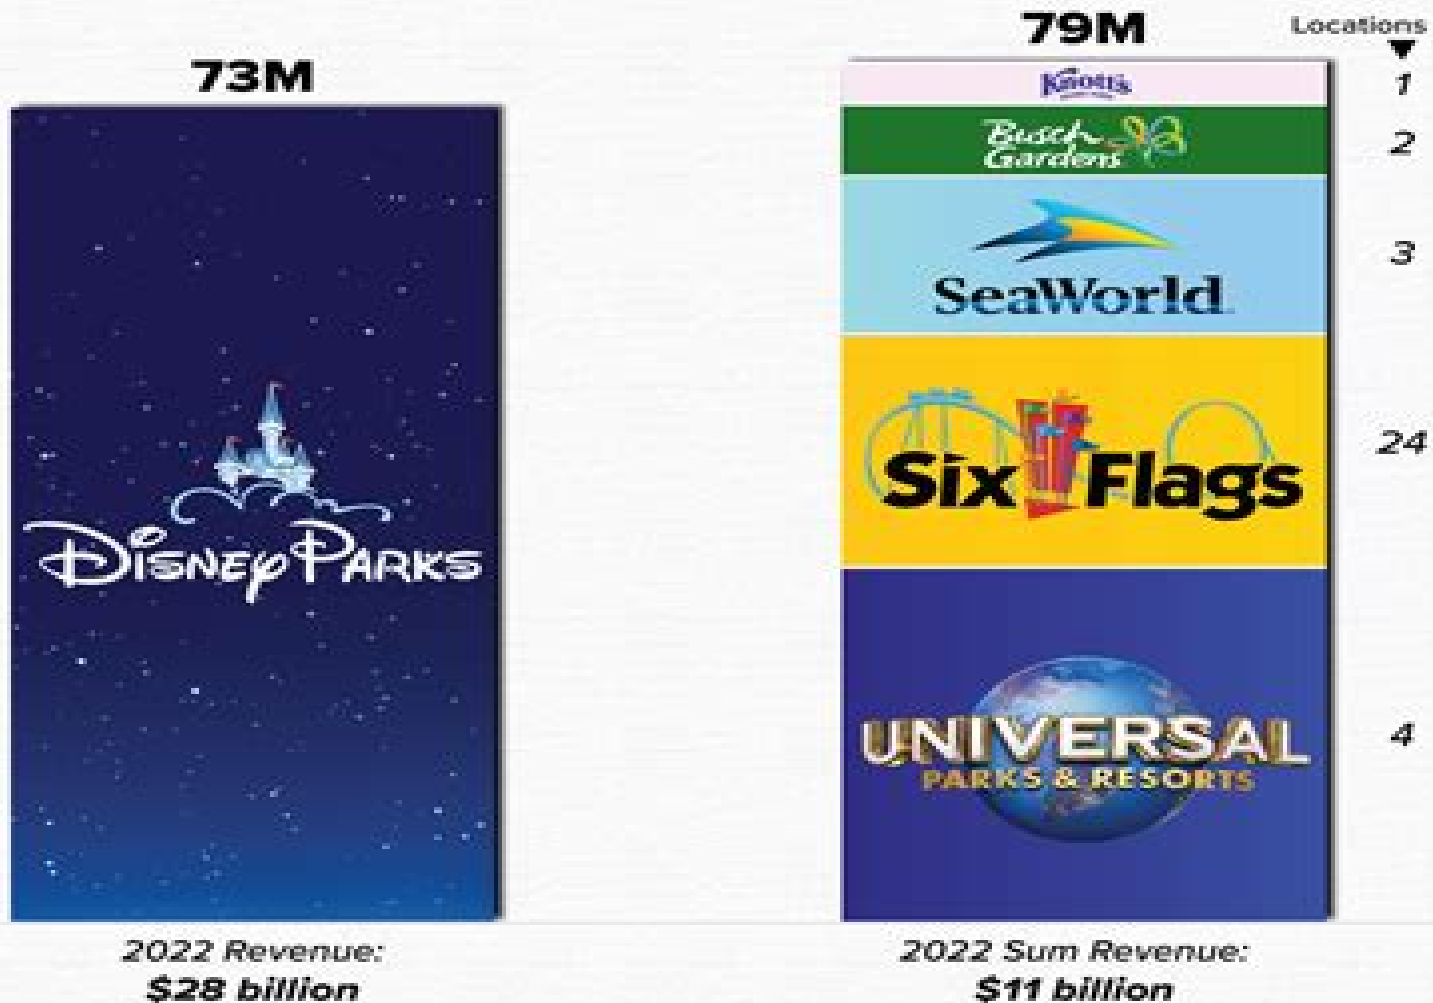 73M
DISNEY PARKS
2022 Revenue:
$28 billion
79M
Locations
Knott's
1
Busch
Gardens
2
SeaWorld
3
Six Flags
24
UNIVERSAL
PARKS & RESORTS
4
2022 Sum Revenue:
$11 billion